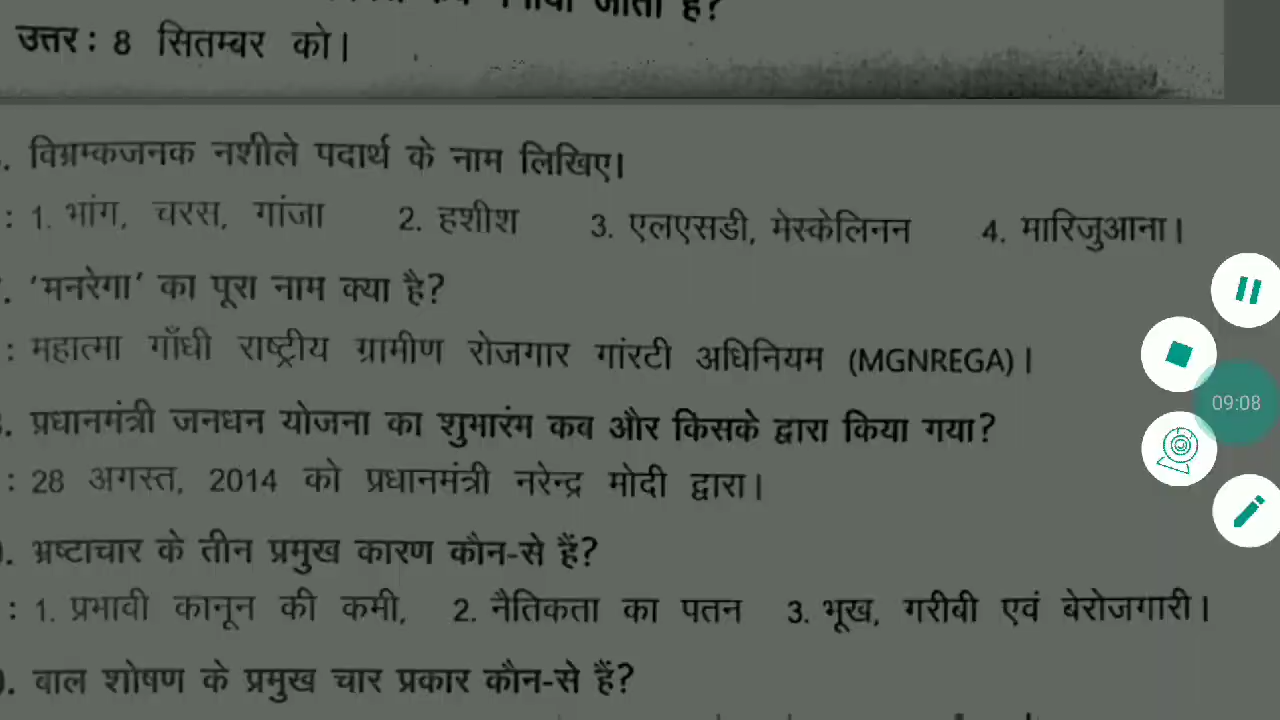 जाता है?
उत्तर: 8 सितम्बर को।
. विभ्रम्कजनक नशीले पदार्थ के नाम लिखिए।
: 1. भांग, चरस, गांजा 2. हशीश 3. एलएसडी, मेस्केलिनन 4. मारिजुआना।
. 'मनरेगा' का पूरा नाम क्या है?
: महात्मा गाँधी राष्ट्रीय ग्रामीण रोजगार गांरटी अधिनियम (MGNREGA)।
. प्रधानमंत्री जनधन योजना का शुभारंम कब और किसके द्वारा किया गया?
: 28 अगस्त, 2014 को प्रधानमंत्री नरेन्द्र मोदी द्वारा।
09:08
. भ्रष्टाचार के तीन प्रमुख कारण कौन-से हैं?
: 1. प्रभावी कानून की कमी, 2. नैतिकता का पतन 3. भूख, गरीबी एवं बेरोजगारी।
. बाल शोषण के प्रमुख चार प्रकार कौन-से हैं?